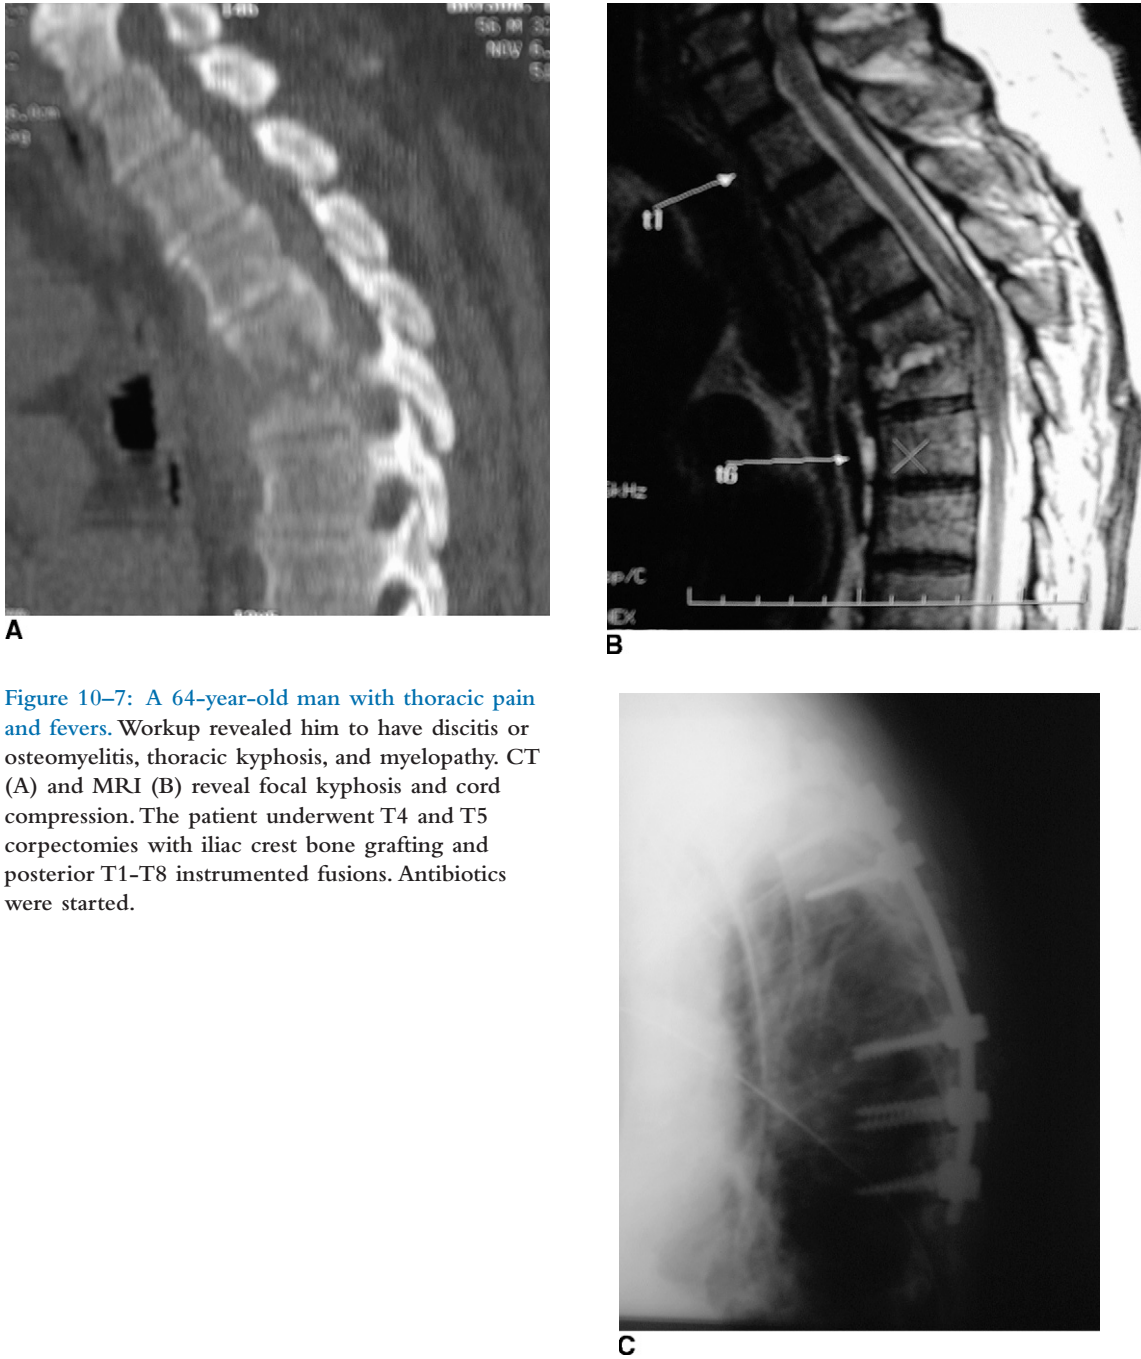 A
t1
t6
kHz
sp/C
B
Figure 10–7: A 64-year-old man with thoracic pain
and fevers. Workup revealed him to have discitis or
osteomyelitis, thoracic kyphosis, and myelopathy. CT
(A) and MRI (B) reveal focal kyphosis and cord
compression. The patient underwent T4 and T5
corpectomies with iliac crest bone grafting and
posterior T1-T8 instrumented fusions. Antibiotics
were started.
C